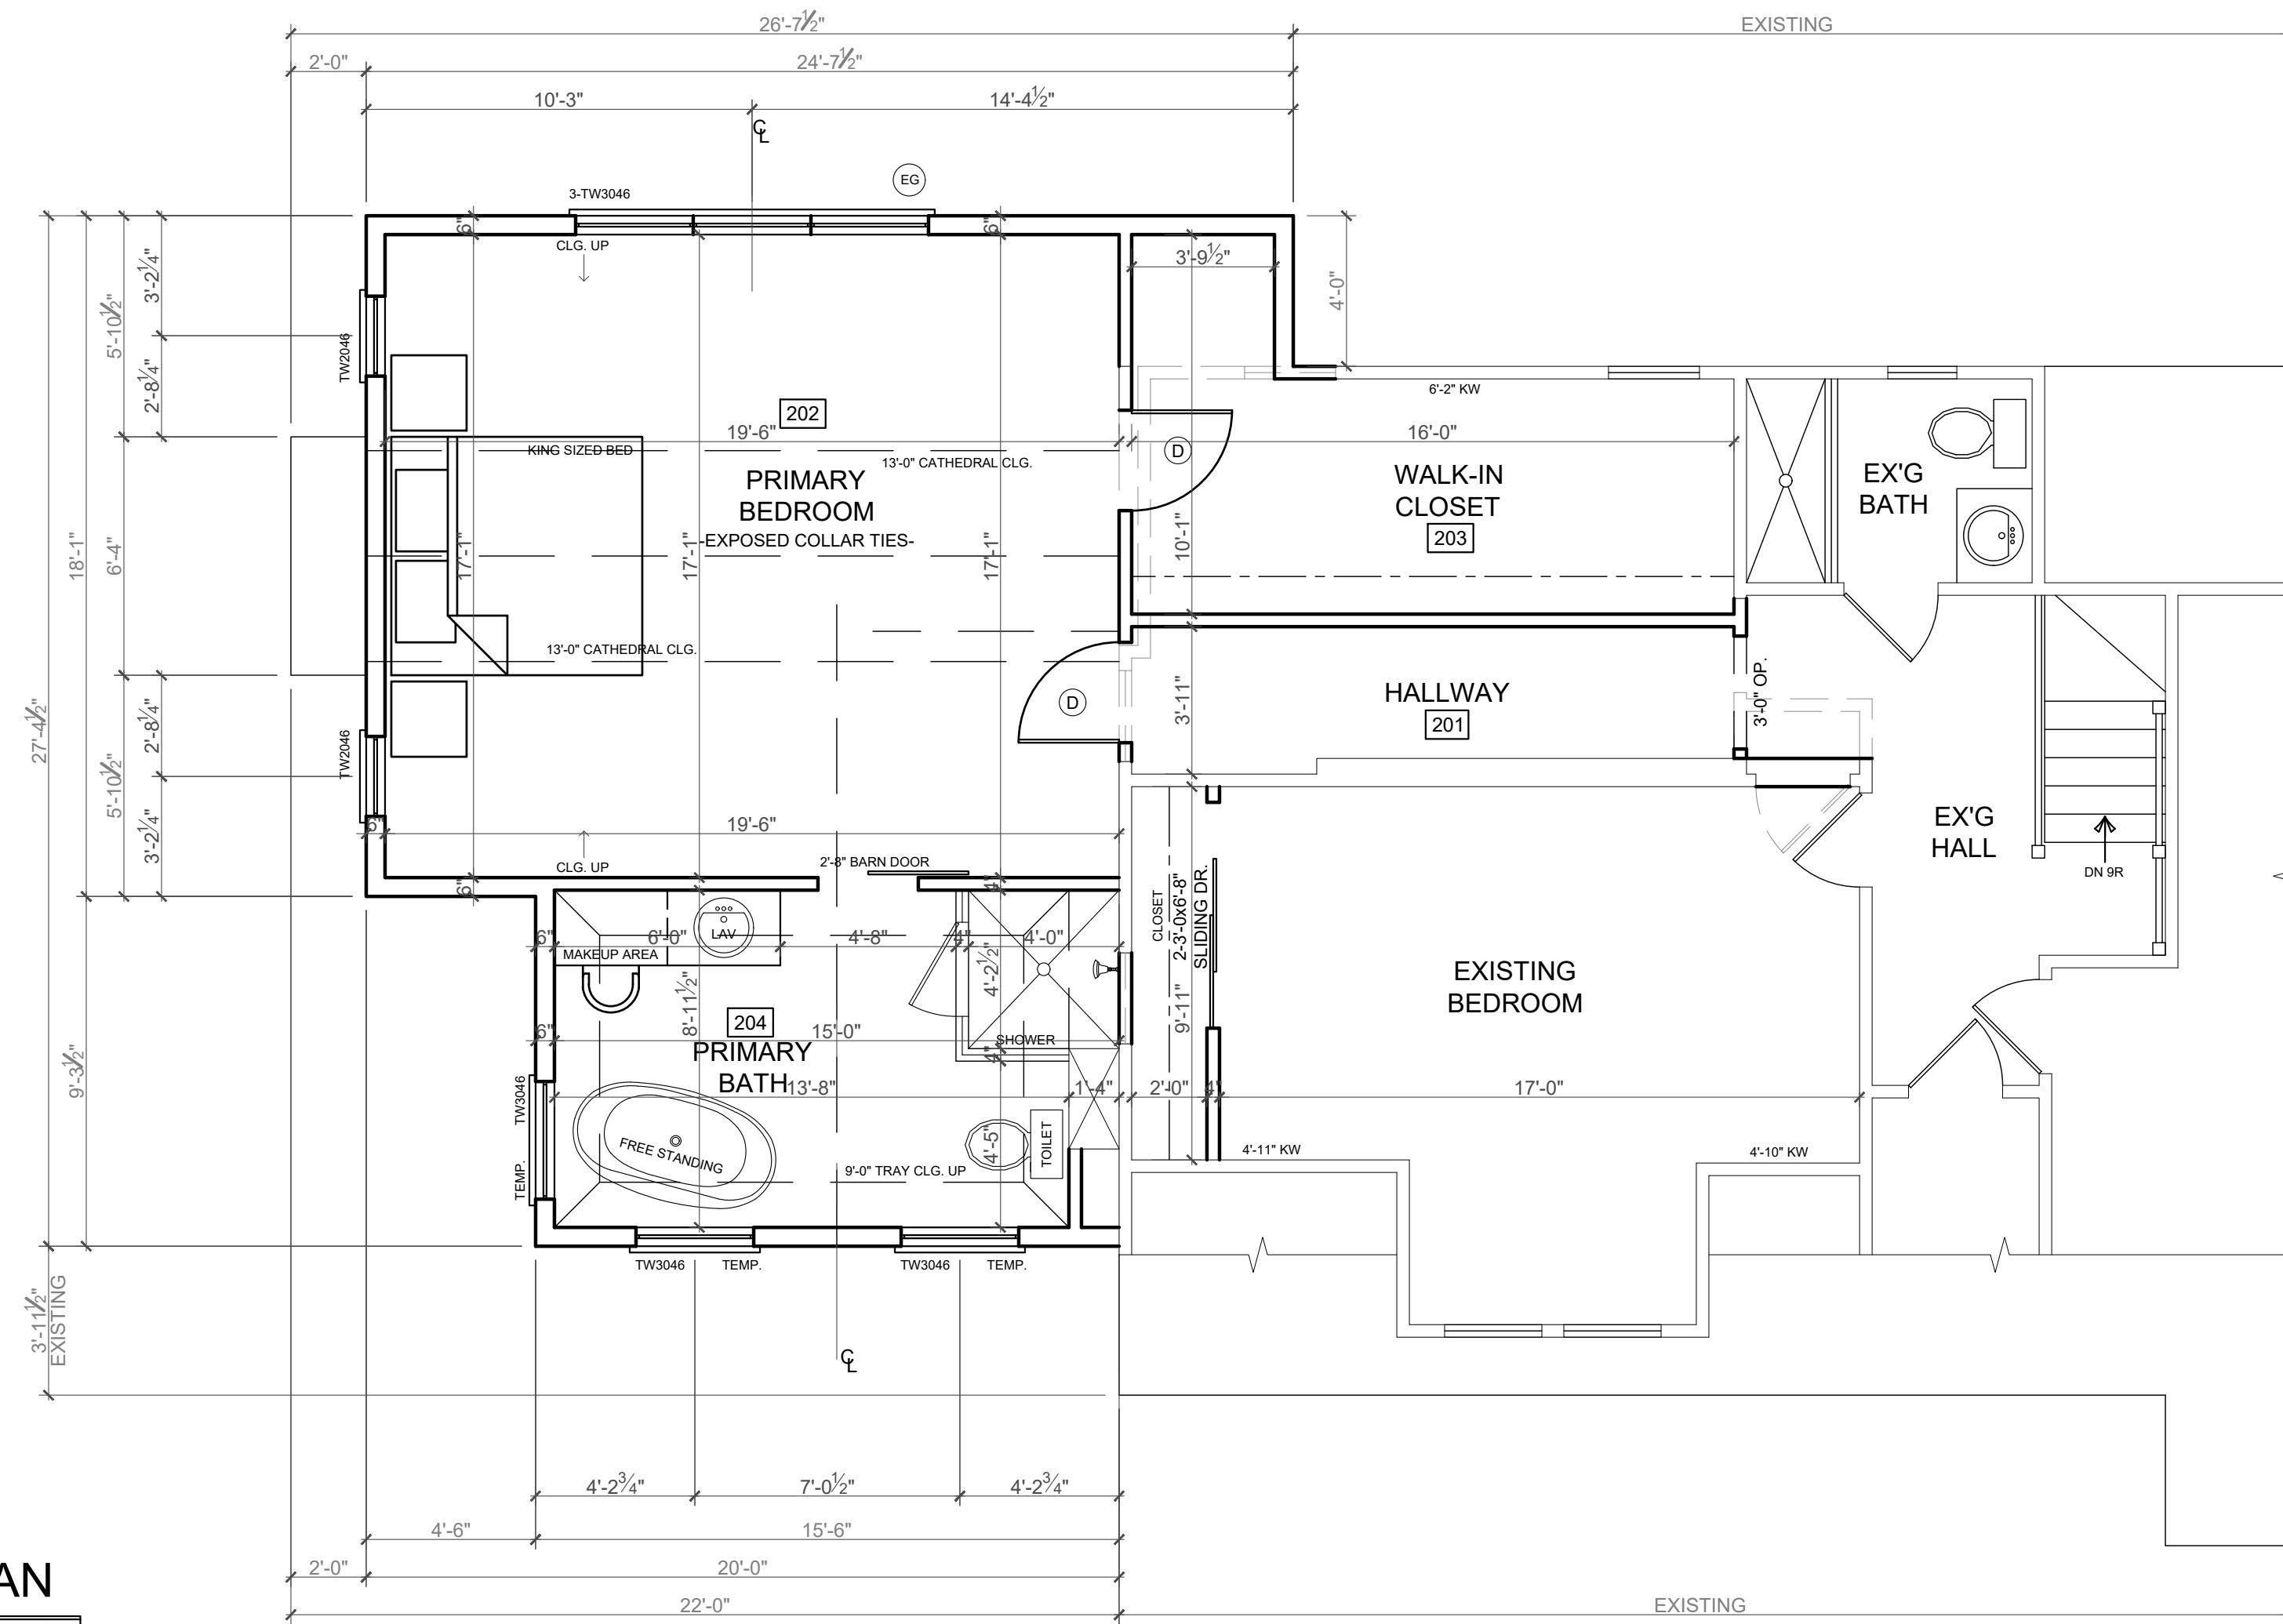 26'-7½"
EXISTING
2'-0"
24'-7½"
10'-3"
14'-4½"
℄
EG
3-TW3046
6"
6"
CLG. UP
3'-9½"
4'-0"
3'-2¼"
5'-10½"
TW2046
2'-8¼"
6'-2" KW
202
19'-6"
16'-0"
KING SIZED BED
13'-0" CATHEDRAL CLG.
D
PRIMARY
BEDROOM
-EXPOSED COLLAR TIES-
WALK-IN
CLOSET
203
EX'G
BATH
18'-1"
6'-4"
17'-1"
17'-1"
17'-1"
10'-1"
13'-0" CATHEDRAL CLG.
D
3'-11"
HALLWAY
201
3'-0" OP.
27'-4½"
2'-8¼"
TW2046
5'-10½"
3'-2¼"
6"
19'-6"
EX'G
HALL
CLG. UP
2'-8" BARN DOOR
DN 9R
6"
4"
LAV
6"
6'-0"
4'-8"
4"
4'-0"
MAKEUP AREA
CLOSET
2-3'-0x6'-8"
SLIDING DR.
EXISTING
BEDROOM
8'-11½"
4'-2½"
9'-11"
204
6"
15'-0"
SHOWER
4"
PRIMARY
BATH
9'-3½"
TW3046
13'-8"
1'-4"
2'-0"
4"
17'-0"
FREE STANDING
4'-5"
TOILET
TEMP.
9'-0" TRAY CLG. UP
4'-11" KW
4'-10" KW
TW3046
TEMP.
TW3046
TEMP.
3'-11½"
EXISTING
℄
4'-2¾"
7'-0½"
4'-2¾"
4'-6"
15'-6"
AN
2'-0"
20'-0"
22'-0"
EXISTING